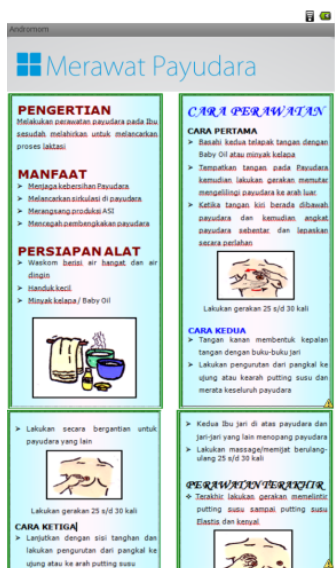 Andromom
Merawat Payudara
PENGERTIAN
Melakukan perawatan payudara pada Ibu
sesudah melahirkan untuk melancarkan
proses laktasi
MANFAAT
➤ Menjaga kebersihan Payudara
➤ Melancarkan sirkulasi di payudara
➤ Merangsang produksi ASI
➤ Mencagah pembengkakan payudara
PERSIAPAN ALAT
➤ Waskom berisi air hangat dan air
dingin
➤ Handuk kecil
➤ Minyak kelapa / Baby Oil
CARA PERAWATAN
CARA PERTAMA
➤ Basahi kedua telapak tangan dengan
Baby Oil atau minyak kelapa
➤ Tempatkan tangan pada Payudara
kemudian lakukan gerakan memutar
mengelilingi payudara ke arah luar
➤ Ketika tangan kiri berada dibawah
payudara dan kemudian angkat
payudara sebentar dan lepaskan
secara perlahan
Lakukan gerakan 25 s/d 30 kali
CARA KEDUA
➤ Tangan kanan membentuk kepalan
tangan dengan buku-buku jari
➤ Lakukan pengurutan dari pangkal ke
ujung atau kearah putting susu dan
merata keseluruh payudara
➤ Lakukan secara bergantian untuk
payudara yang lain
Lakukan gerakan 25 s/d 30 kali
CARA KETIGA
➤ Lanjutkan dengan sisi tanghan dan
lakukan pengurutan dari pangkal ke
ujung atau ke arah putting susu
➤ Kedua Ibu jari di atas payudara dan
jari-jari yang lain menopang payudara
➤ Lakukan massage/memijat berulang-
ulang 25 s/d 30 kali
PERAWATAN TERAKHIR
❖ Terakhir lakukan gerakan memelintir
putting susu sampai putting susu
Elastis dan kenyal